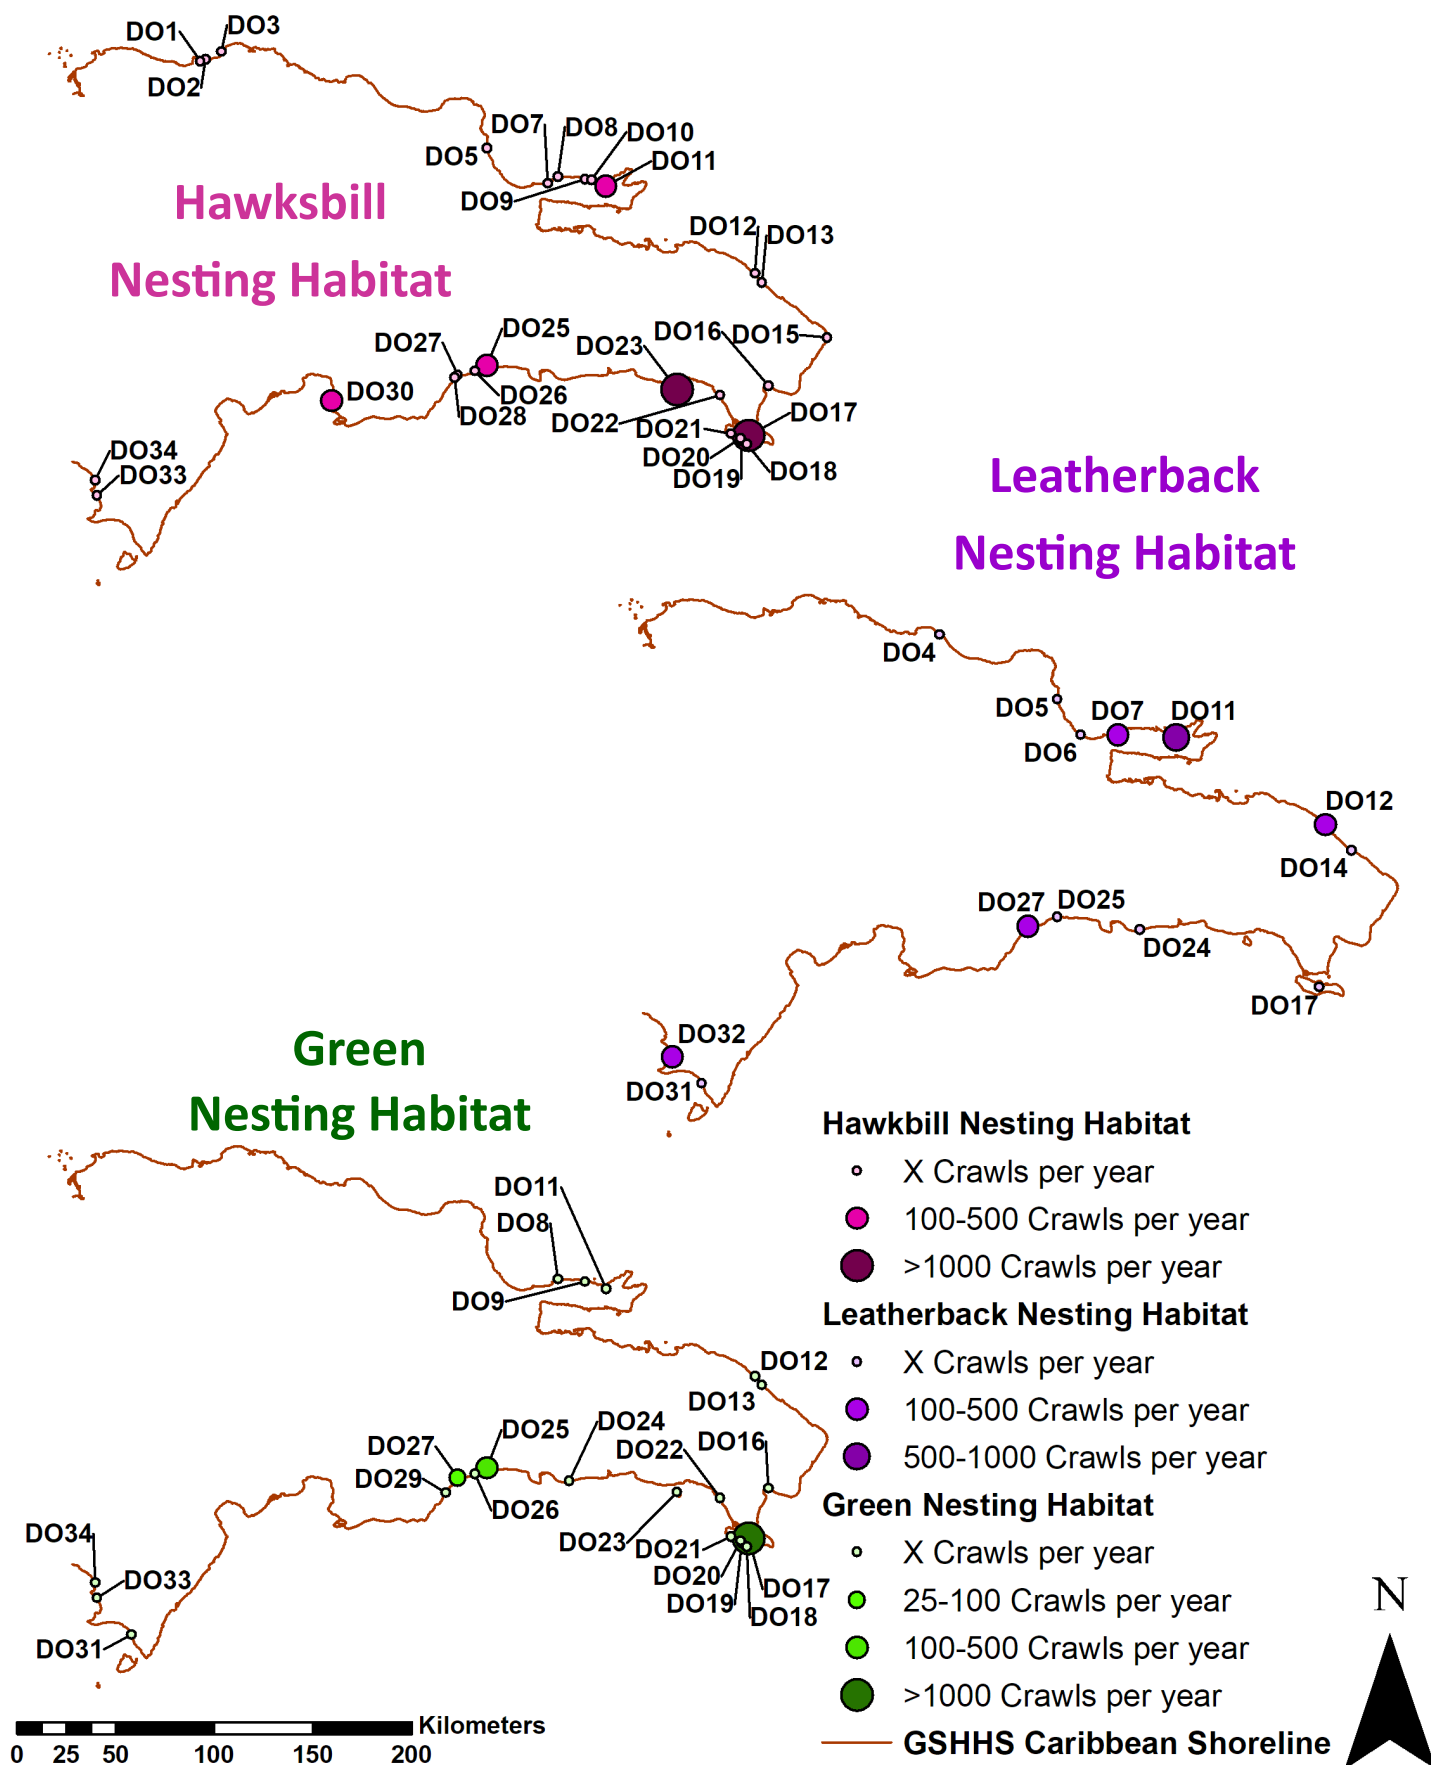 DO1
DO3
DO2
DO7
DO8
DO10
DO5
DO11
DO9
Hawksbill
Nesting Habitat
DO12
DO13
DO16
DO15
DO25
DO27
DO23
DO30
DO26
DO28
DO22
DO17
DO21
DO20
DO19
DO18
DO34
DO33
Leatherback
Nesting Habitat
DO4
DO5
DO7
DO11
DO6
DO12
DO14
DO27
DO25
DO24
DO17
DO32
DO31
Green
Nesting Habitat
DO11
DO8
DO9
DO12
DO13
DO25
DO24
DO27
DO22
DO16
DO29
DO26
DO23
DO21
DO20
DO17
DO19
DO18
DO34
DO33
DO31
Hawkbill Nesting Habitat
X Crawls per year
100-500 Crawls per year
>1000 Crawls per year
Leatherback Nesting Habitat
X Crawls per year
100-500 Crawls per year
500-1000 Crawls per year
Green Nesting Habitat
X Crawls per year
25-100 Crawls per year
100-500 Crawls per year
>1000 Crawls per year
GSHHS Caribbean Shoreline
N
Kilometers
0 25 50 100 150 200